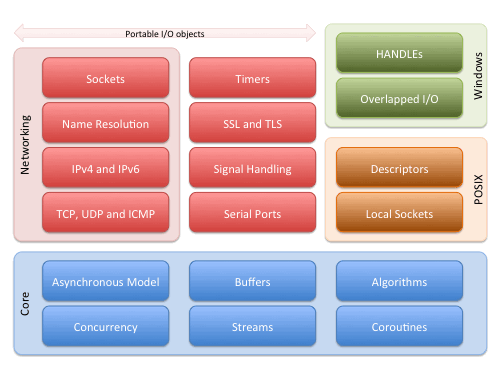 Portable I/O objects
Networking
Sockets
Name Resolution
IPv4 and IPv6
TCP, UDP and ICMP
Timers
SSL and TLS
Signal Handling
Serial Ports
Windows
HANDLEs
Overlapped I/O
POSIX
Descriptors
Local Sockets
Core
Asynchronous Model
Buffers
Algorithms
Concurrency
Streams
Coroutines